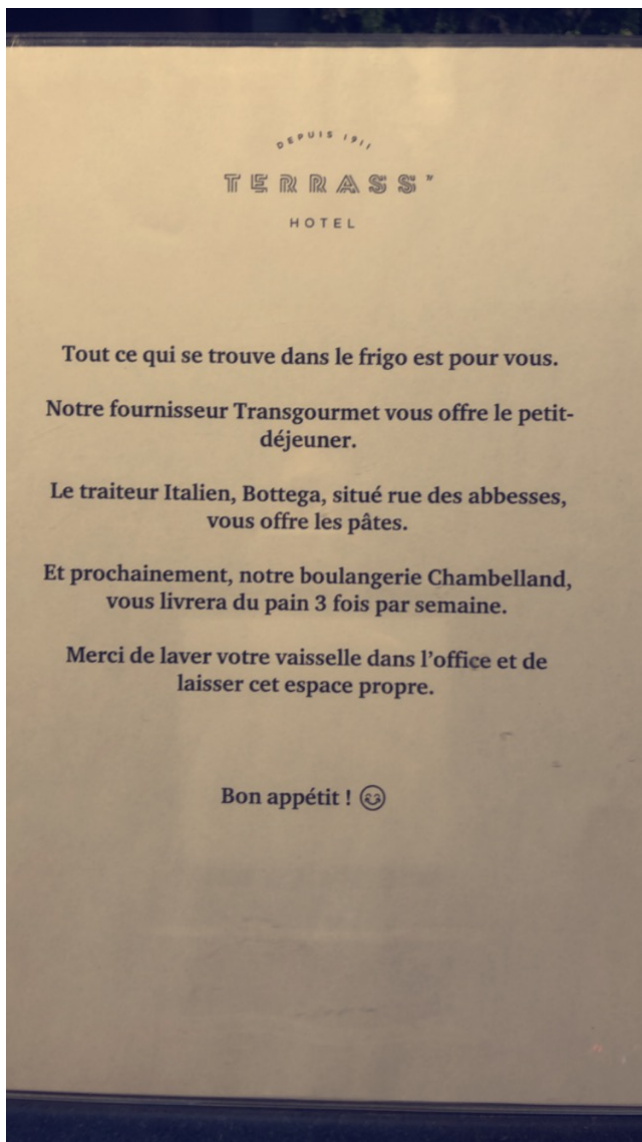 DEPUIS 1911
TERRASS"
HOTEL
Tout ce qui se trouve dans le frigo est pour vous.
Notre fournisseur Transgourmet vous offre le petit-
déjeuner.
Le traiteur Italien, Bottega, situé rue des abbesses,
vous offre les pâtes.
Et prochainement, notre boulangerie Chambelland,
vous livrera du pain 3 fois par semaine.
Merci de laver votre vaisselle dans l'office et de
laisser cet espace propre.
Bon appétit ! 😊